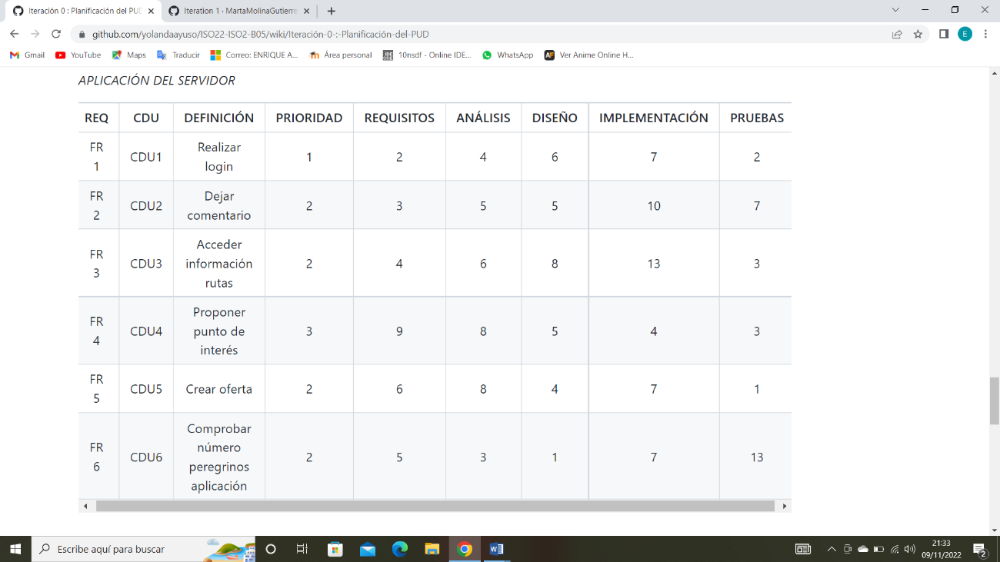 Iteración 0 : Planificación del PUD
Iteration 1 · MartaMolinaGutierre
github.com/yolandaayuso/ISO22-ISO2-B05/wiki/Iteración-0-:-Planificación-del-PUD
E
Gmail YouTube Maps Traducir Correo: ENRIQUE A... Área personal 10nsdf - Online IDE... WhatsApp Ver Anime Online H...
APLICACIÓN DEL SERVIDOR
REQ CDU DEFINICIÓN PRIORIDAD REQUISITOS ANÁLISIS DISEÑO IMPLEMENTACIÓN PRUEBAS
FR 1 CDU1 Realizar login 1 2 4 6 7 2
FR 2 CDU2 Dejar comentario 2 3 5 5 10 7
FR 3 CDU3 Acceder información rutas 2 4 6 8 13 3
FR 4 CDU4 Proponer punto de interés 3 9 8 5 4 3
FR 5 CDU5 Crear oferta 2 6 8 4 7 1
FR 6 CDU6 Comprobar número peregrinos aplicación 2 5 3 1 7 13
Escribe aquí para buscar
21:33
09/11/2022
2